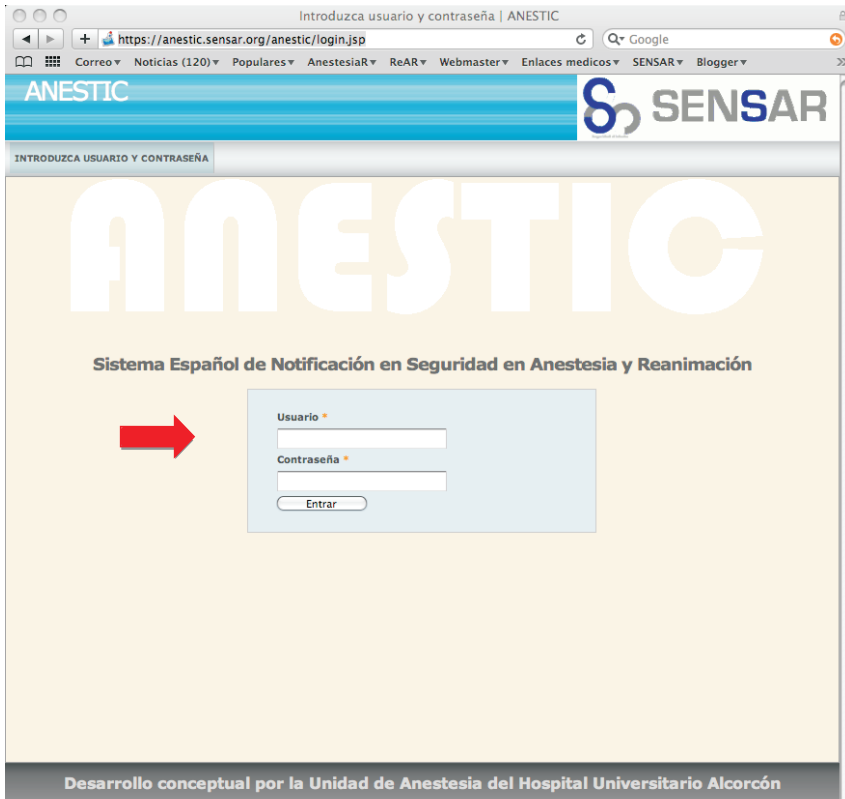 Introduzca usuario y contraseña | ANESTIC
https://anestic.sensar.org/anestic/login.jsp
Google
Correo Noticias (120) Populares AnestesiaR ReAR Webmaster Enlaces medicos SENSAR Blogger
ANESTIC
SENSAR
INTRODUZCA USUARIO Y CONTRASEÑA
ANESTIC
Sistema Español de Notificación en Seguridad en Anestesia y Reanimación
Usuario *
Contraseña *
Entrar
Desarrollo conceptual por la Unidad de Anestesia del Hospital Universitario Alcorcón